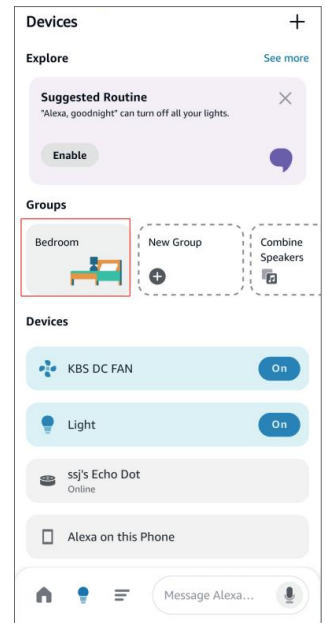 Devices
Explore
See more
Suggested Routine
"Alexa, goodnight" can turn off all your lights.
Enable
Groups
Bedroom
New Group
Combine
Speakers
Devices
KBS DC FAN
On
Light
On
ssj's Echo Dot
Online
Alexa on this Phone
Message Alexa...